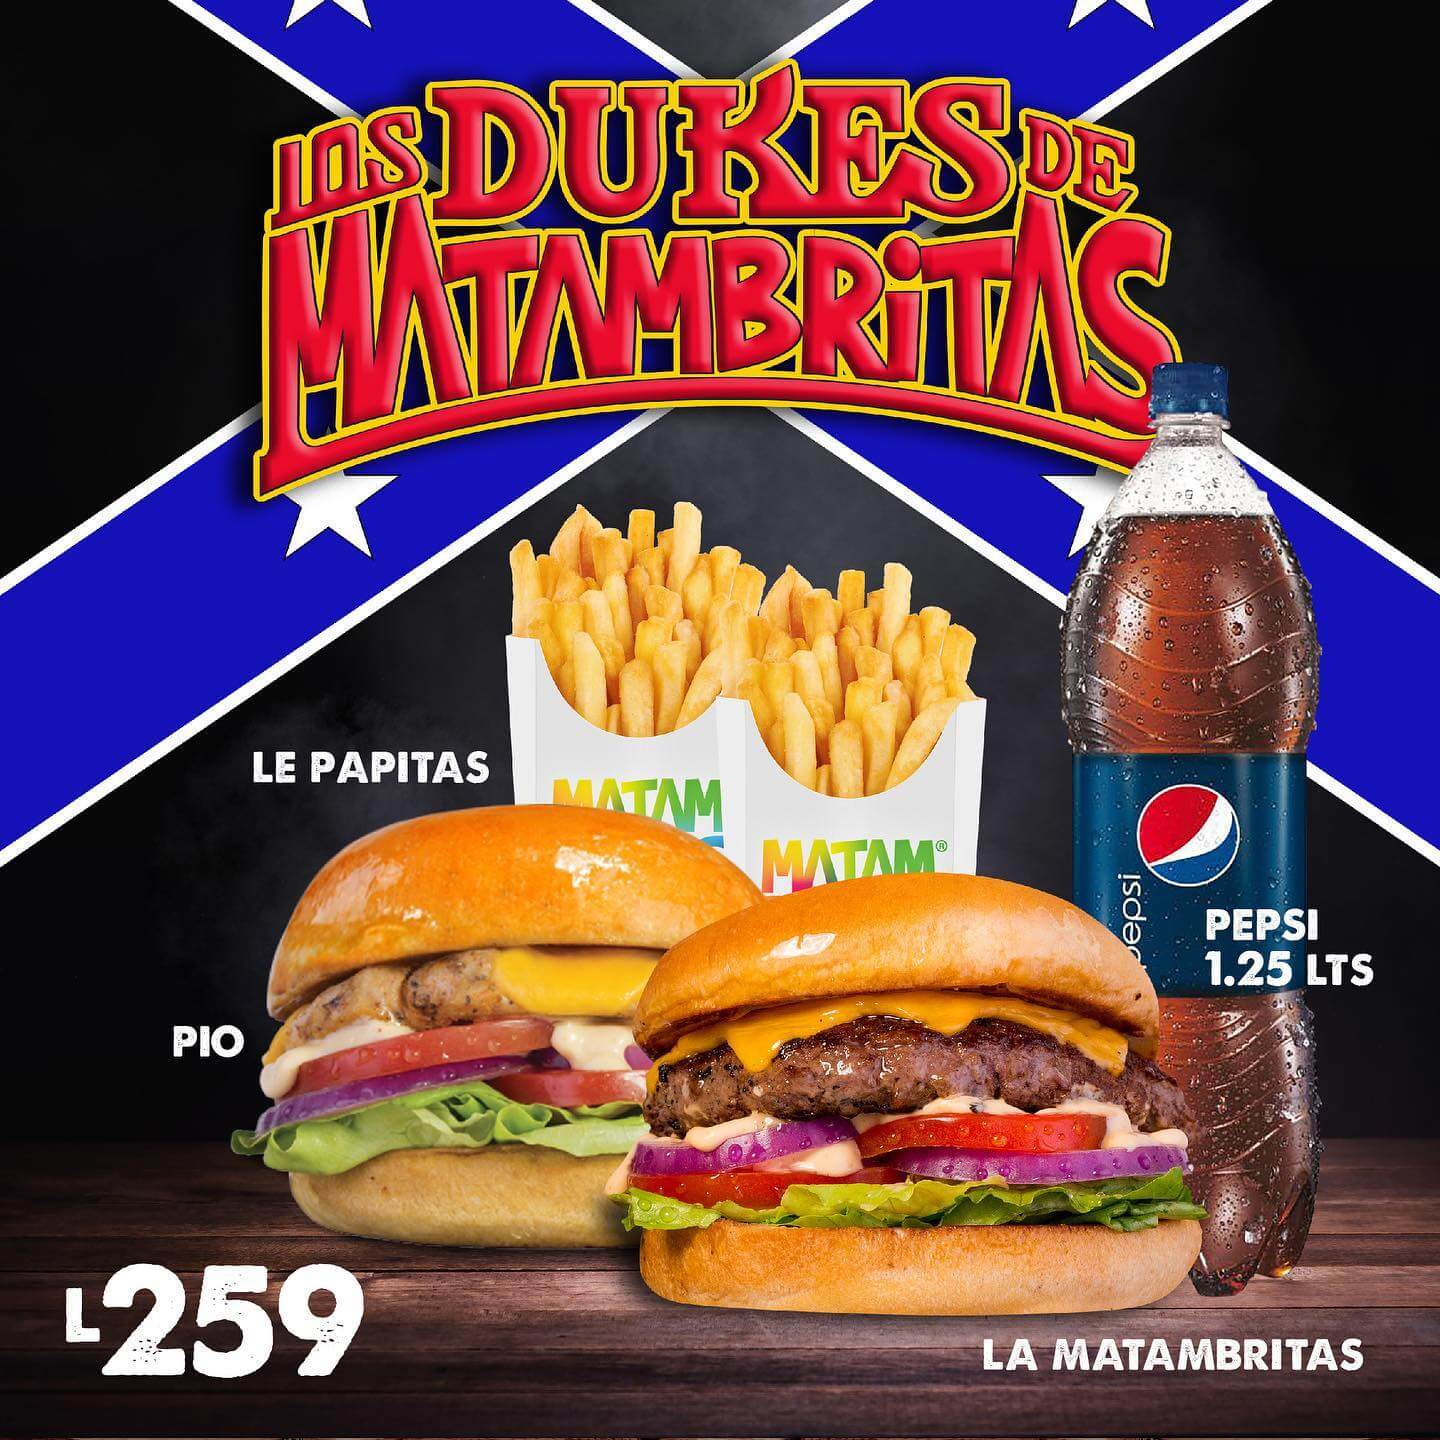 LOS DUKES DE
MATAMBRiTAS
LE PAPITAS
MATAM
MATAM®
pepsi
PEPSI
1.25 LTS
PIO
L259
LA MATAMBRITAS